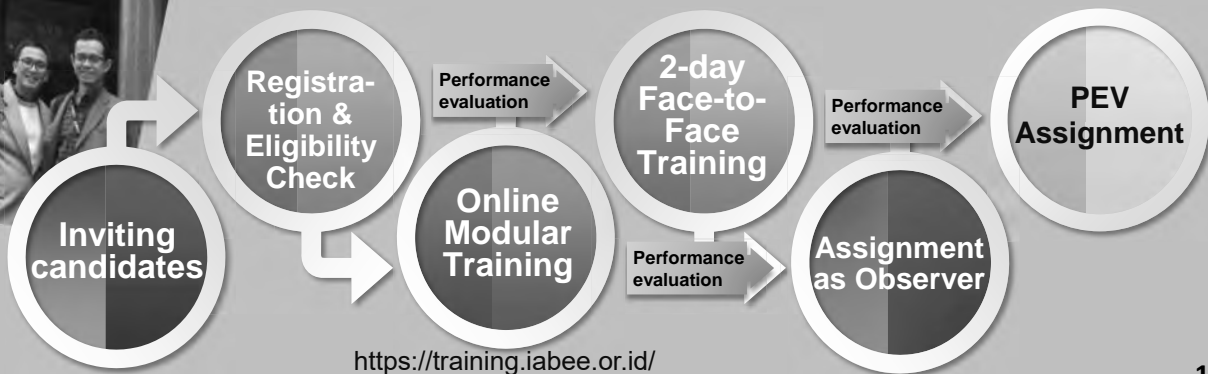 Inviting
candidates
Registra-
tion &
Eligibility
Check
Online
Modular
Training
Performance
evaluation
2-day
Face-to-
Face
Training
Performance
evaluation
Assignment
as Observer
Performance
evaluation
PEV
Assignment
https://training.iabee.or.id/
1